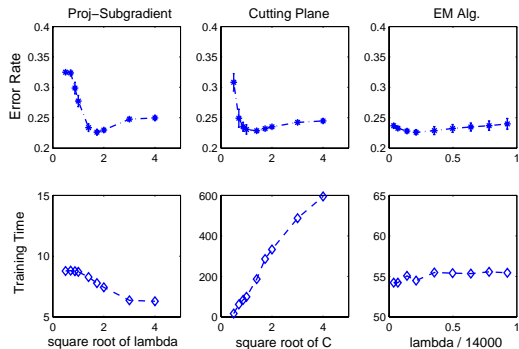 Proj-Subgradient Cutting Plane EM Alg.
0.4 0.4 0.4
0.35 0.35 0.35
0.3 0.3 0.3
0.25 0.25 0.25
0.2 0.2 0.2
Error Rate
0 2 4 0 2 4 0 0.5 1
15 600 65
400 60
10
200 55
5 0 50
Training Time
0 2 4 0 2 4 0 0.5 1
square root of lambda square root of C lambda / 14000